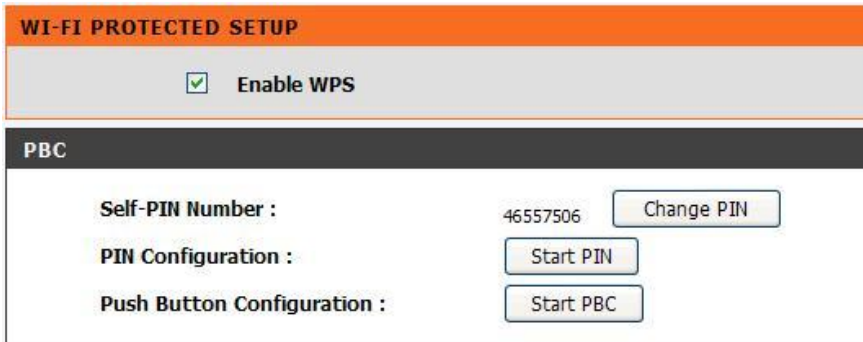 WI-FI PROTECTED SETUP
Enable WPS
PBC
Self-PIN Number : 46557506 Change PIN
PIN Configuration : Start PIN
Push Button Configuration : Start PBC